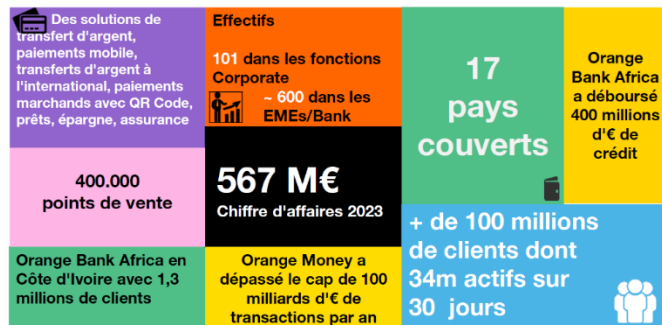 Des solutions de
transfert d'argent,
paiements mobile,
transferts d'argent à
l'international, paiements
marchands avec QR Code,
prêts, épargne, assurance
Effectifs
101 dans les fonctions
Corporate
~ 600 dans les
EMEs/Bank
17
pays
couverts
Orange
Bank Africa
a déboursé
400 millions
d'€ de
crédit
400.000
points de vente
567 M€
Chiffre d'affaires 2023
+ de 100 millions
de clients dont
34m actifs sur
30 jours
Orange Bank Africa en
Côte d'Ivoire avec 1,3
millions de clients
Orange Money a
dépassé le cap de 100
milliards d'€ de
transactions par an